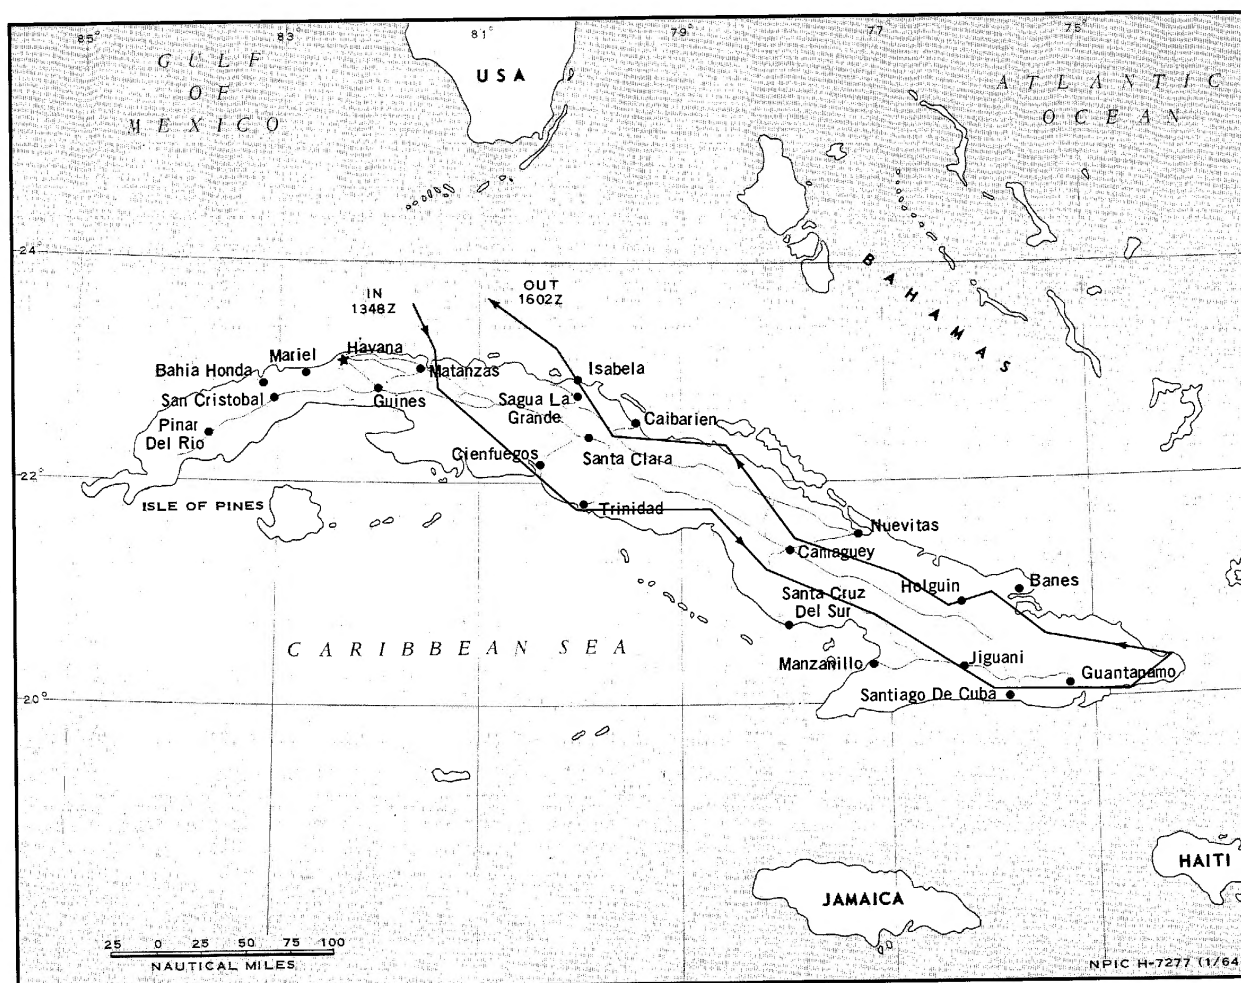 85°
83
81°
79
77
75°
GULF
OF
MEXICO
USA
ATLANTIC
OCEAN
24°
BAHAMAS
IN
1348Z
OUT
1602Z
Havana
Mariel
Bahia Honda
Matanzas
Isabela
San Cristobal
Guines
Sagua La
Grande
Caibarien
Pinar
Del Rio
Cienfuegos
Santa Clara
22°
ISLE OF PINES
Trinidad
Nuevitas
Camaguey
Holguin
Banes
Santa Cruz
Del Sur
CARIBBEAN SEA
Manzanillo
Jiguani
Guantanamo
Santiago De Cuba
20°
HAITI
JAMAICA
25 0 25 50 75 100
NAUTICAL MILES
NPIC H-7277 (1/64